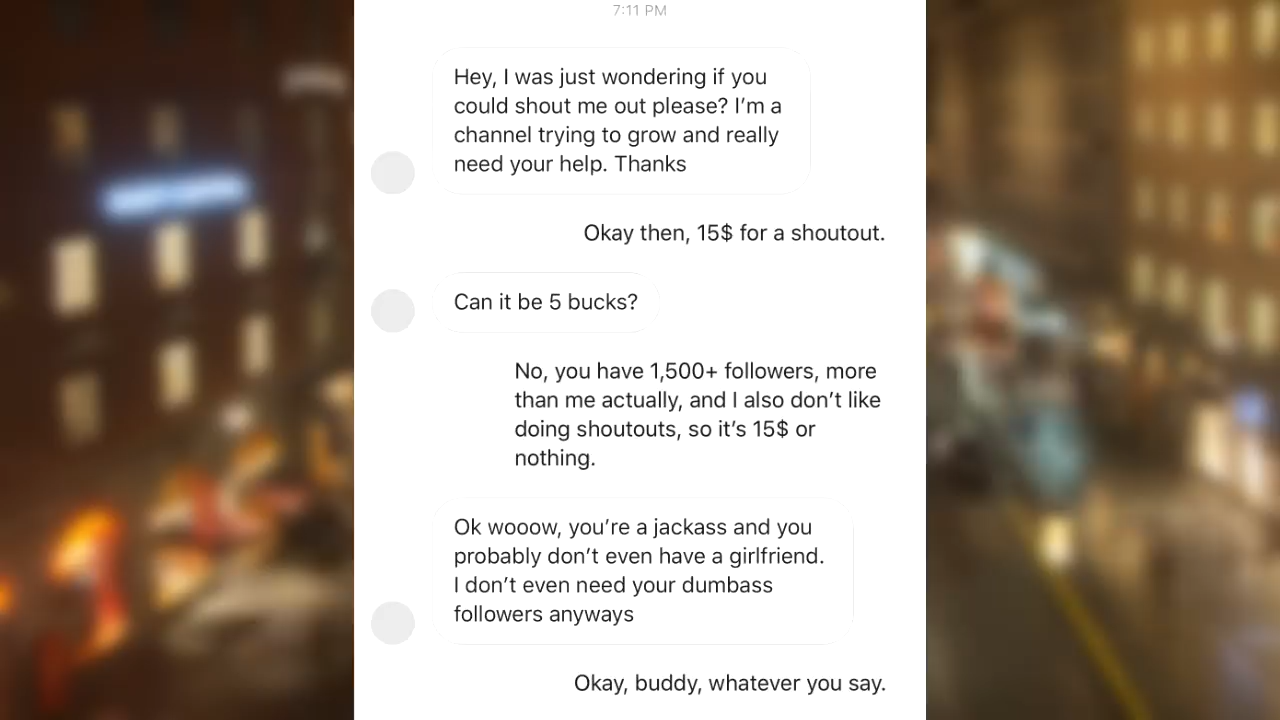 7:11 PM
Hey, I was just wondering if you
could shout me out please? I’m a
channel trying to grow and really
need your help. Thanks
Okay then, 15$ for a shoutout.
Can it be 5 bucks?
No, you have 1,500+ followers, more
than me actually, and I also don’t like
doing shoutouts, so it’s 15$ or
nothing.
Ok wooow, you’re a jackass and you
probably don’t even have a girlfriend.
I don’t even need your dumbass
followers anyways
Okay, buddy, whatever you say.